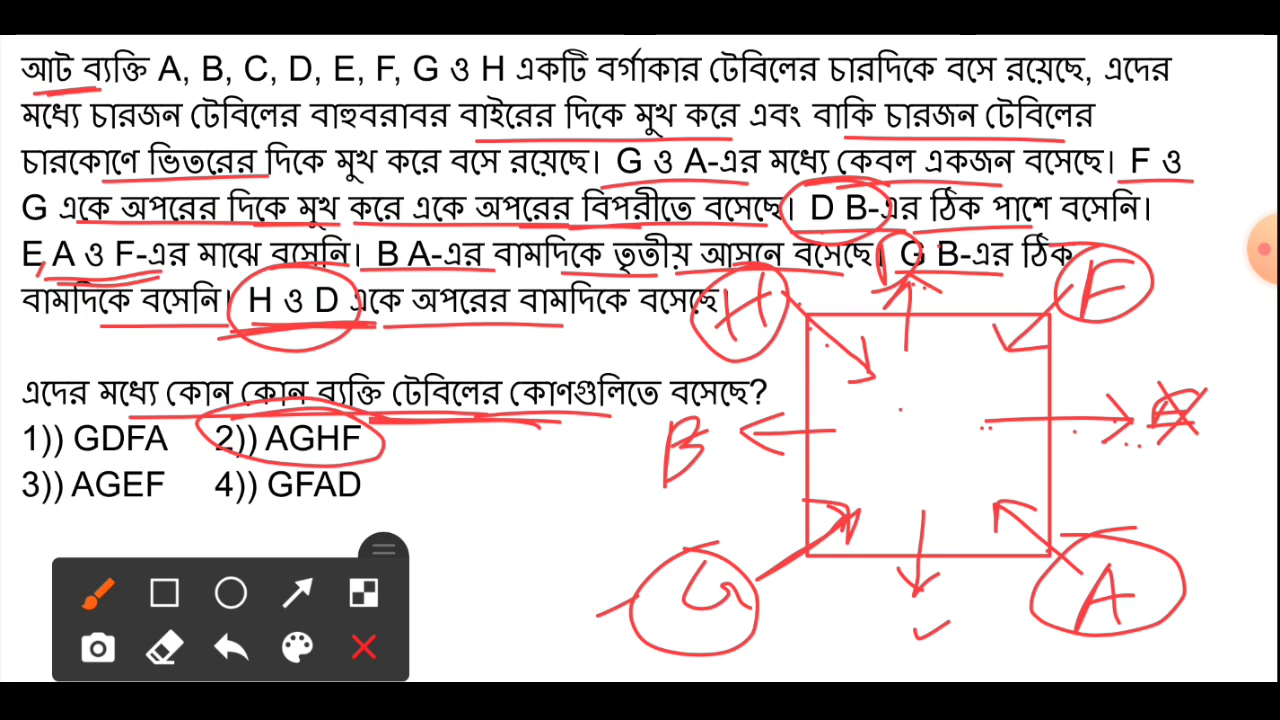 আট ব্যক্তি A, B, C, D, E, F, G ও H একটি বর্গাকার টেবিলের চারদিকে বসে রয়েছে, এদের
মধ্যে চারজন টেবিলের বাহুবরাবর বাইরের দিকে মুখ করে এবং বাকি চারজন টেবিলের
চারকোণে ভিতরের দিকে মুখ করে বসে রয়েছে। G ও A-এর মধ্যে কেবল একজন বসেছে। F ও
G একে অপরের দিকে মুখ করে একে অপরের বিপরীতে বসেছে। D B-এর ঠিক পাশে বসেনি।
E A ও F-এর মাঝে বসেনি। B A-এর বামদিকে তৃতীয় আসনে বসেছে। G B-এর ঠিক
বামদিকে বসেনি। H ও D একে অপরের বামদিকে বসেছে
H
F
এদের মধ্যে কোন কোন ব্যক্তি টেবিলের কোণগুলিতে বসেছে?
1)) GDFA 2)) AGHF
B
3)) AGEF 4)) GFAD
G
A